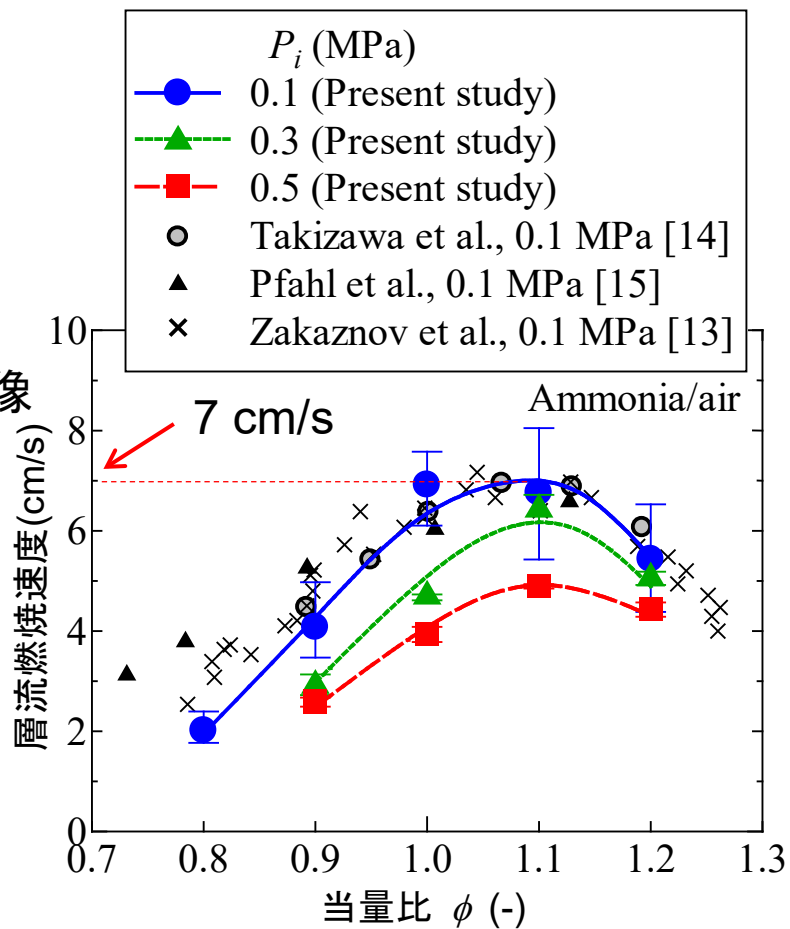 P_i (MPa)
0.1 (Present study)
0.3 (Present study)
0.5 (Present study)
Takizawa et al., 0.1 MPa [14]
Pfahl et al., 0.1 MPa [15]
Zakaznov et al., 0.1 MPa [13]
像
7 cm/s
Ammonia/air
層流燃焼速度(cm/s)
10
8
6
4
2
0
0.7 0.8 0.9 1.0 1.1 1.2 1.3
当量比 ϕ (-)